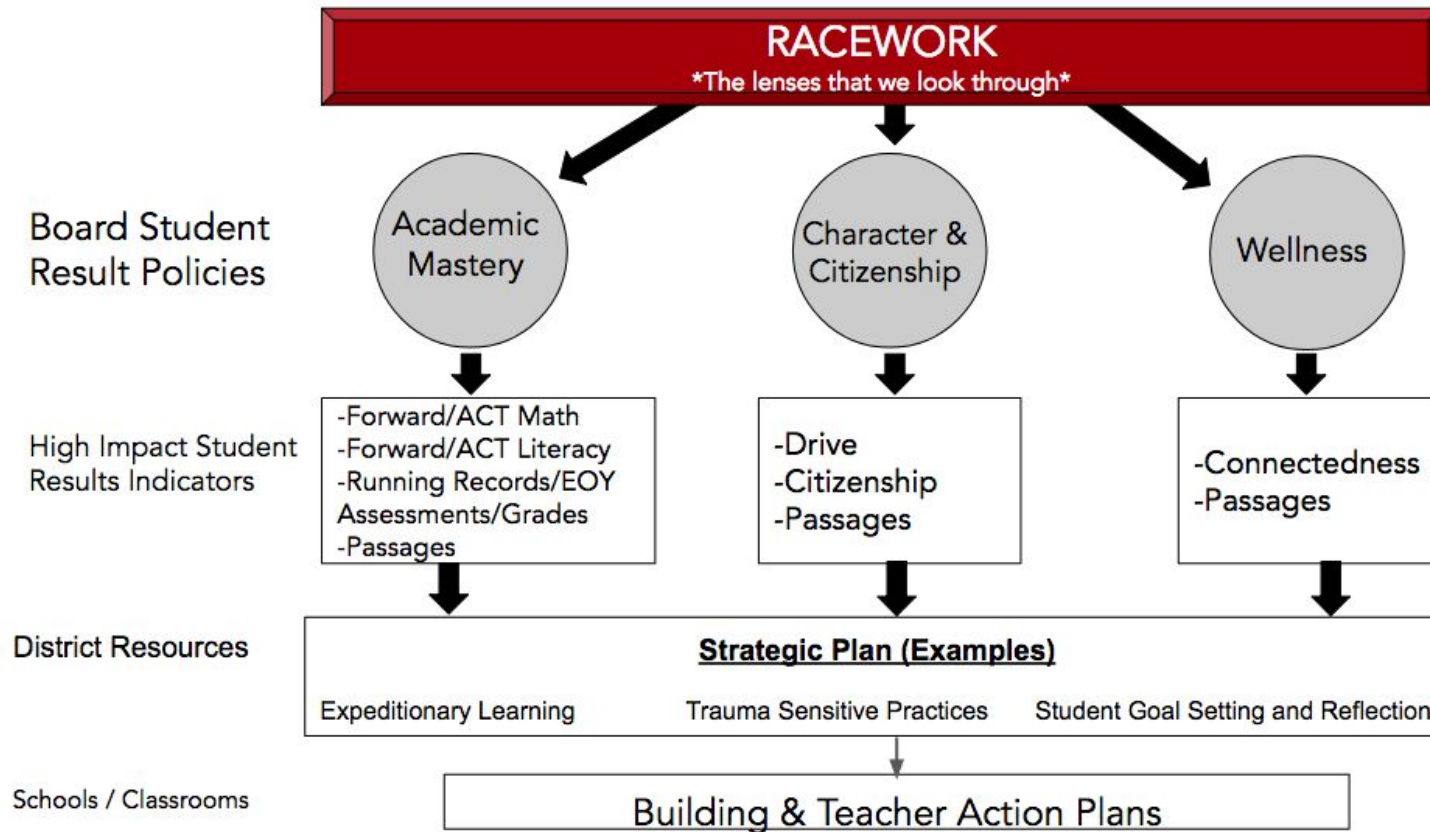 RACEWORK
*The lenses that we look through*
Board Student
Result Policies
Academic
Mastery
Character &
Citizenship
Wellness
High Impact Student
Results Indicators
-Forward/ACT Math
-Forward/ACT Literacy
-Running Records/EOY
Assessments/Grades
-Passages
-Drive
-Citizenship
-Passages
-Connectedness
-Passages
District Resources
Strategic Plan (Examples)
Expeditionary Learning
Trauma Sensitive Practices
Student Goal Setting and Reflection
Schools / Classrooms
Building & Teacher Action Plans